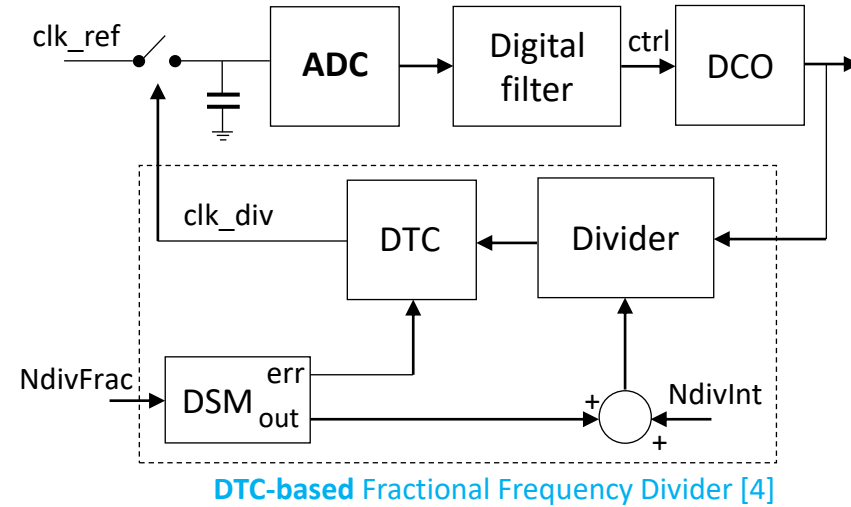 clk_ref
ADC
Digital
filter
ctrl
DCO
clk_div
DTC
Divider
NdivFrac
DSM
err
out
+
NdivInt
+
DTC-based Fractional Frequency Divider [4]